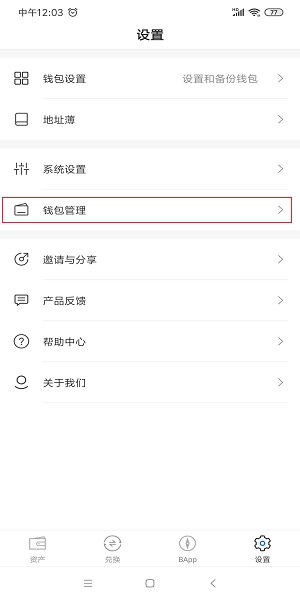 中午12:03
HD
77
设置
钱包设置 设置和备份钱包
地址薄
系统设置
钱包管理
邀请与分享
产品反馈
帮助中心
关于我们
资产 兑换 BApp 设置